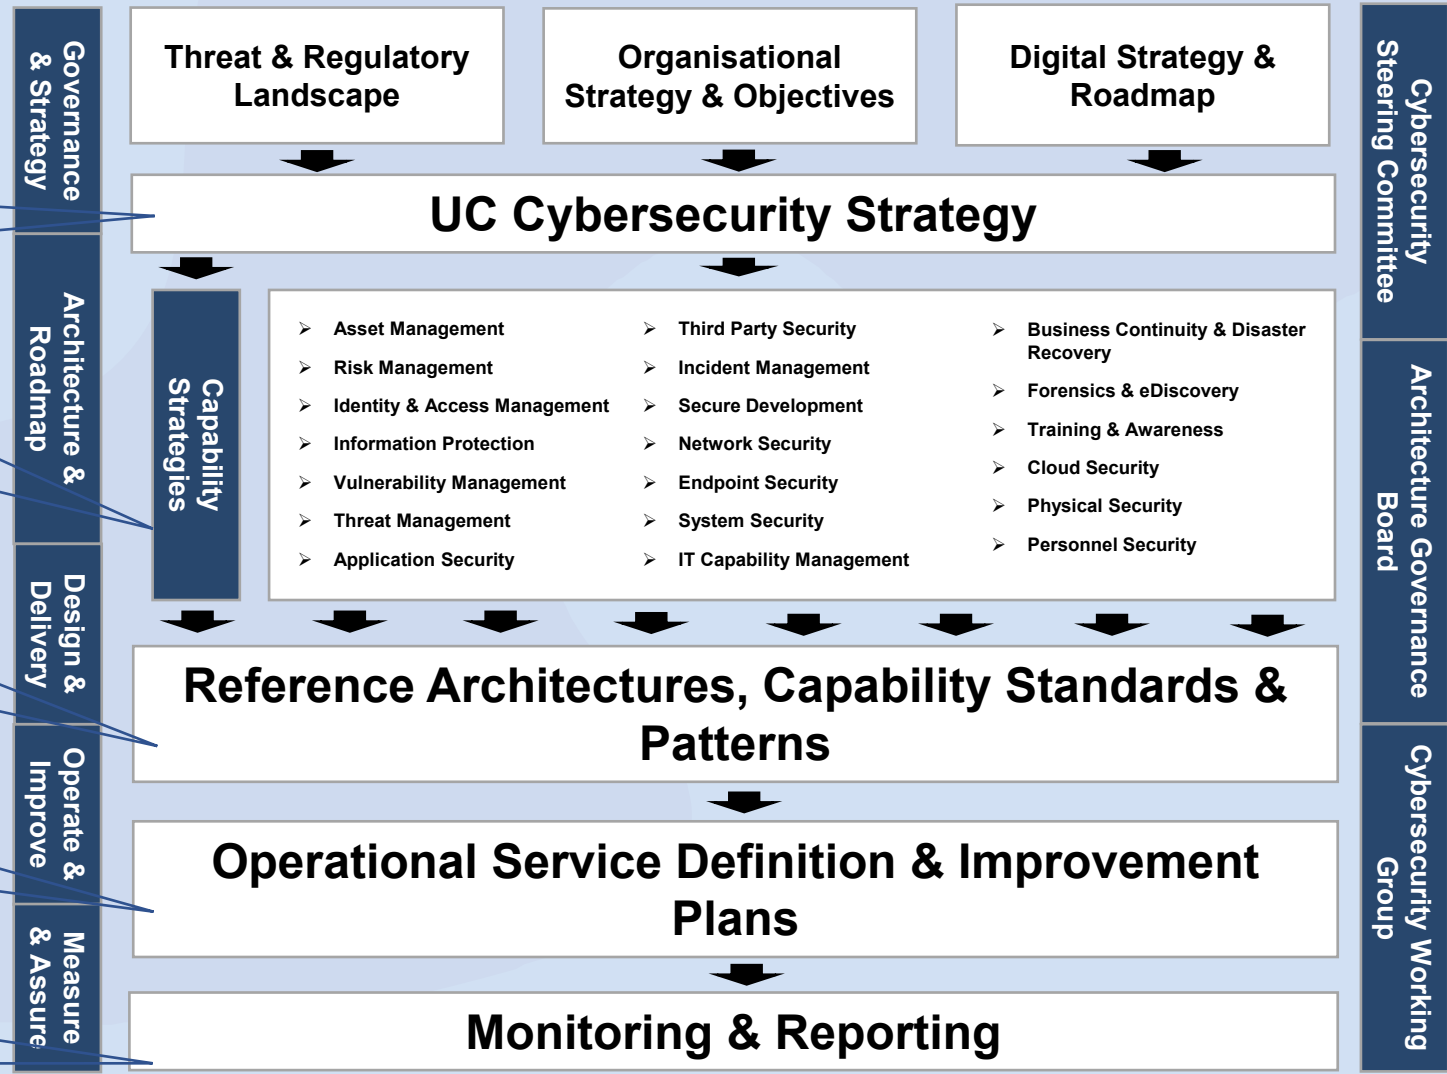 Governance
& Strategy
Threat & Regulatory
Landscape
Organisational
Strategy & Objectives
Digital Strategy &
Roadmap
Cybersecurity
Steering Committee
UC Cybersecurity Strategy
Architecture &
Roadmap
Capability
Strategies
➢ Asset Management
➢ Risk Management
➢ Identity & Access Management
➢ Information Protection
➢ Vulnerability Management
➢ Threat Management
➢ Application Security
➢ Third Party Security
➢ Incident Management
➢ Secure Development
➢ Network Security
➢ Endpoint Security
➢ System Security
➢ IT Capability Management
➢ Business Continuity & Disaster
Recovery
➢ Forensics & eDiscovery
➢ Training & Awareness
➢ Cloud Security
➢ Physical Security
➢ Personnel Security
Architecture Governance
Board
Design &
Delivery
Reference Architectures, Capability Standards &
Patterns
Operate &
Improve
Operational Service Definition & Improvement
Plans
Cybersecurity Working
Group
Measure
& Assure
Monitoring & Reporting